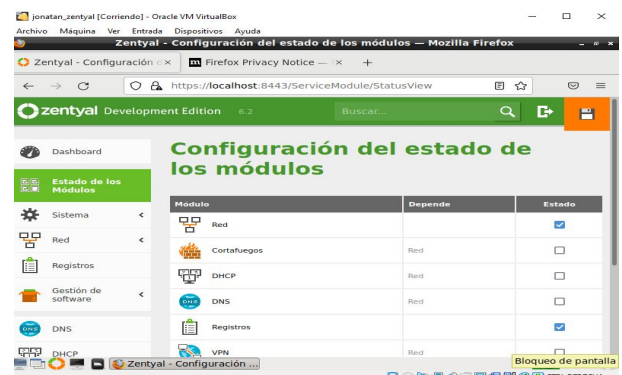 jonatan_zentyal [Corriendo] - Oracle VM VirtualBox
Archivo Máquina Ver Entrada Dispositivos Ayuda
Zentyal - Configuración del estado de los módulos — Mozilla Firefox
Zentyal - Configuración
Firefox Privacy Notice —
https://localhost:8443/ServiceModule/StatusView
zentyal Development Edition 6.2
Buscar...
Dashboard
Estado de los Módulos
Sistema
Red
Registros
Gestión de software
DNS
DHCP
Configuración del estado de los módulos
Módulo Depende Estado
Red
Cortafuegos Red
DHCP Red
DNS Red
Registros
VPN Red
Bloqueo de pantalla
Zentyal - Configuración ...